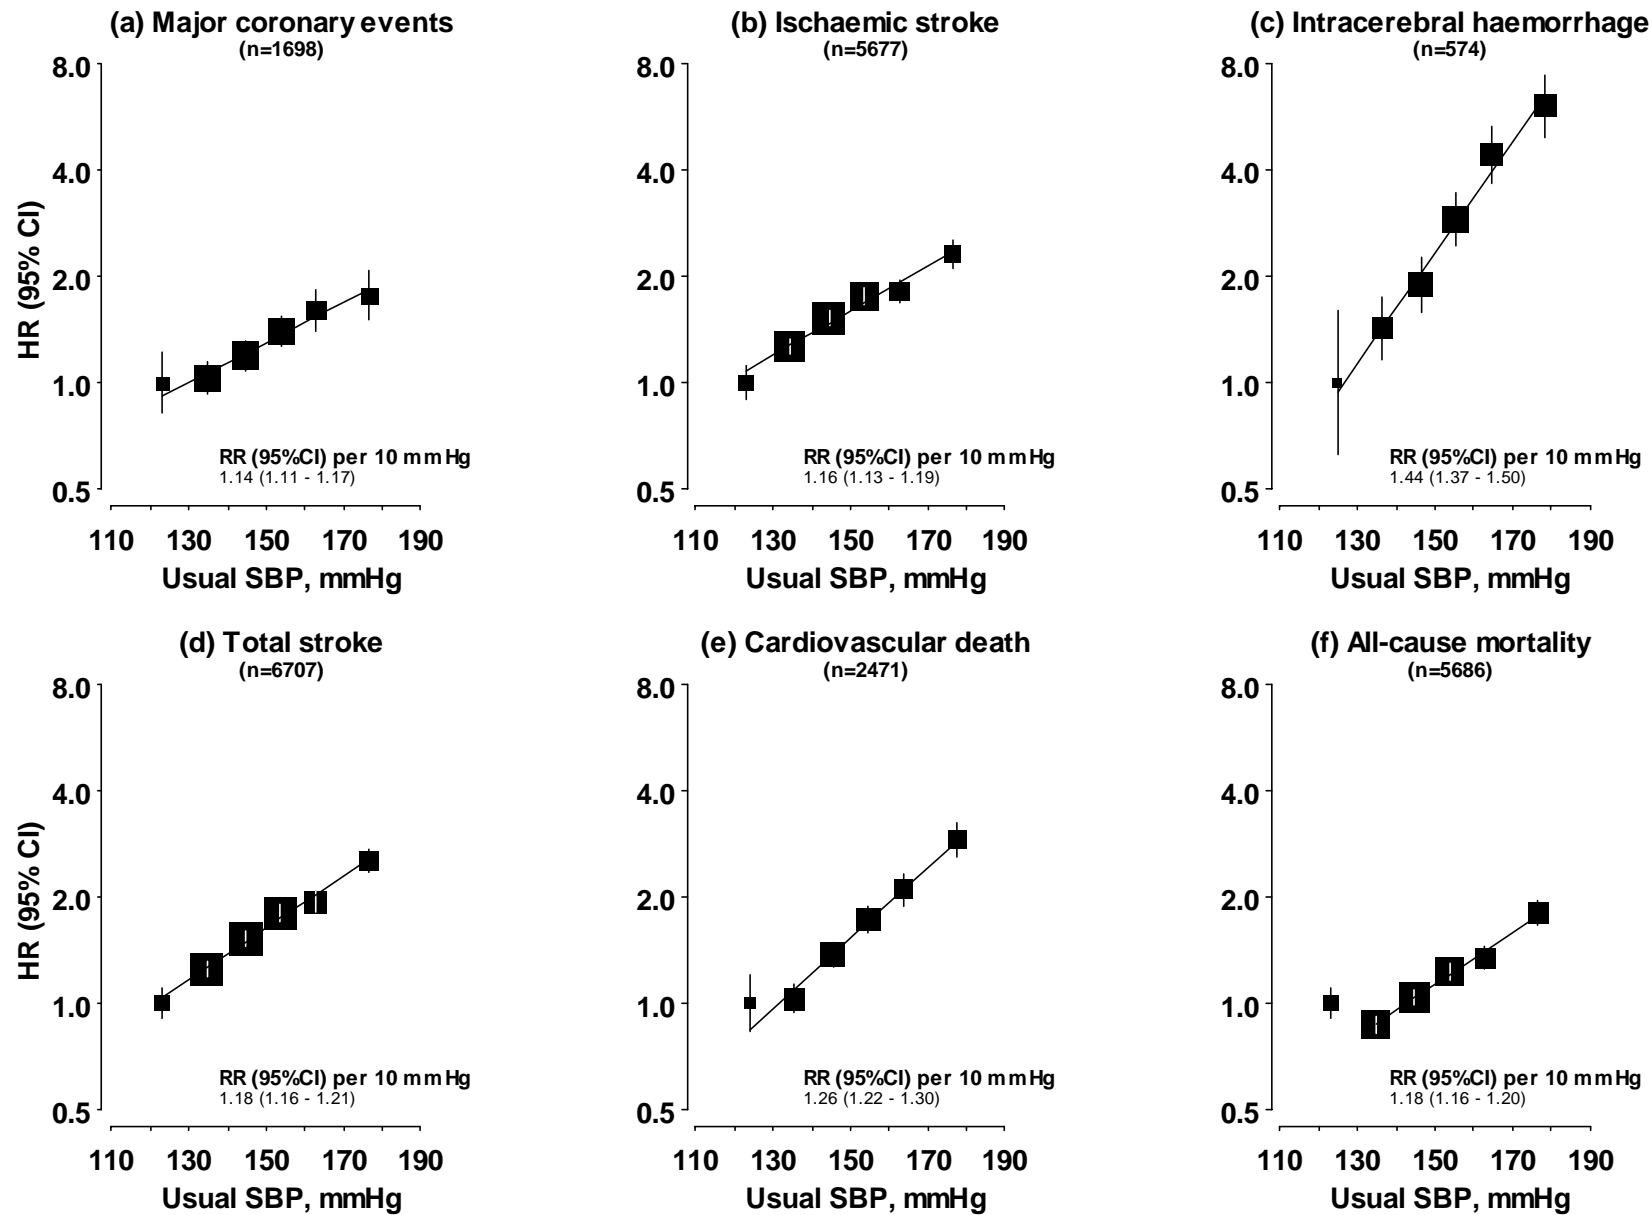 (a) Major coronary events
(n=1698)
8.0
4.0
2.0
1.0
0.5
HR (95% CI)
RR (95%CI) per 10 mmHg
1.14 (1.11 - 1.17)
110 130 150 170 190
Usual SBP, mmHg
(b) Ischaemic stroke
(n=5677)
8.0
4.0
2.0
1.0
0.5
RR (95%CI) per 10 mmHg
1.16 (1.13 - 1.19)
110 130 150 170 190
Usual SBP, mmHg
(c) Intracerebral haemorrhage
(n=574)
8.0
4.0
2.0
1.0
0.5
RR (95%CI) per 10 mmHg
1.44 (1.37 - 1.50)
110 130 150 170 190
Usual SBP, mmHg
(d) Total stroke
(n=6707)
8.0
4.0
2.0
1.0
0.5
HR (95% CI)
RR (95%CI) per 10 mmHg
1.18 (1.16 - 1.21)
110 130 150 170 190
Usual SBP, mmHg
(e) Cardiovascular death
(n=2471)
8.0
4.0
2.0
1.0
0.5
RR (95%CI) per 10 mmHg
1.26 (1.22 - 1.30)
110 130 150 170 190
Usual SBP, mmHg
(f) All-cause mortality
(n=5686)
8.0
4.0
2.0
1.0
0.5
RR (95%CI) per 10 mmHg
1.18 (1.16 - 1.20)
110 130 150 170 190
Usual SBP, mmHg